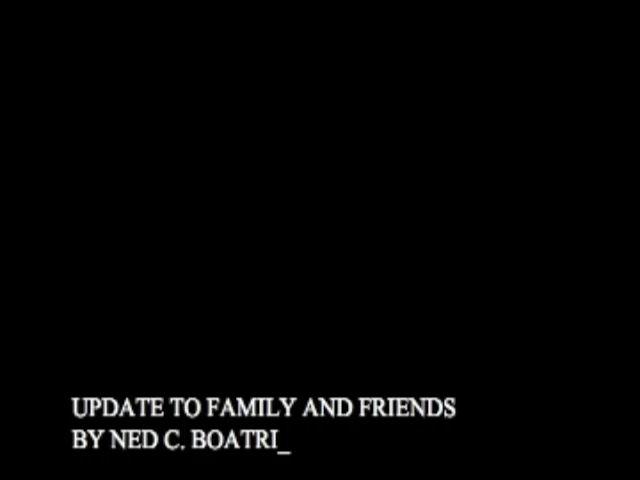 UPDATE TO FAMILY AND FRIENDS
BY NED C. BOATRI_